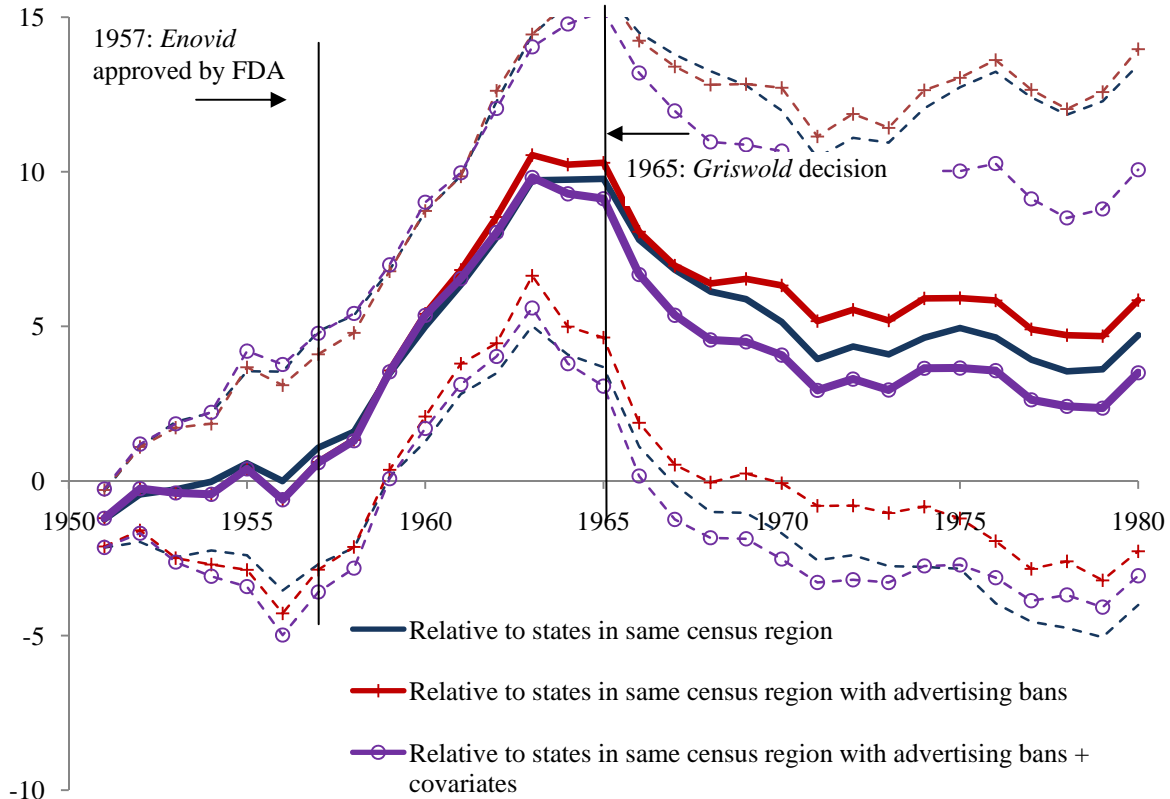 15
1957: Enovid
approved by FDA
10
1965: Griswold decision
5
0
1950 1955 1960 1965 1970 1975 1980
-5
Relative to states in same census region
Relative to states in same census region with advertising bans
Relative to states in same census region with advertising bans +
covariates
-10